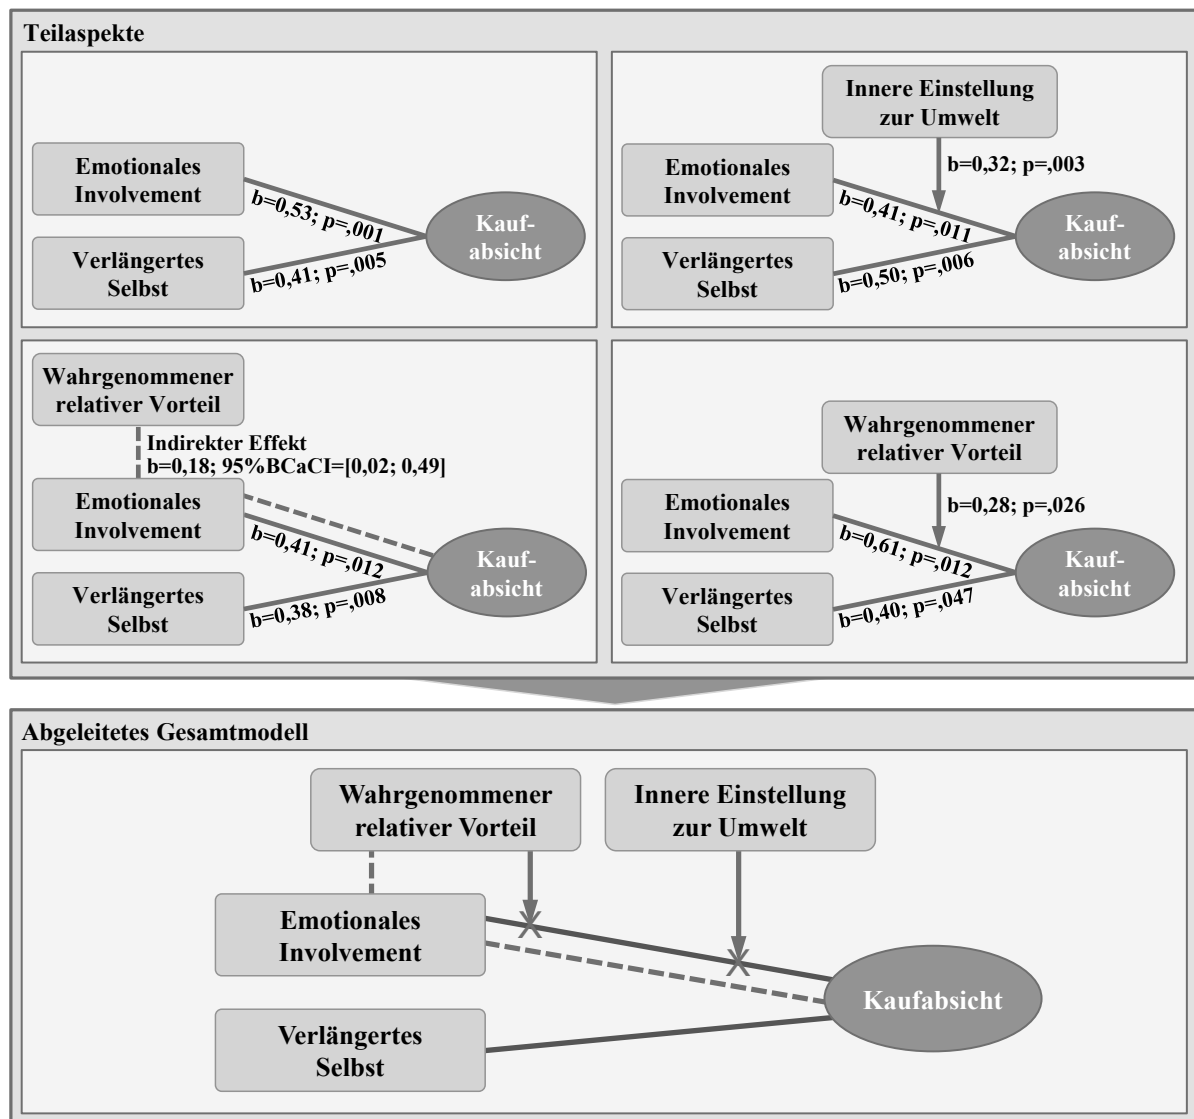 Teilaspekte
Emotionales
Involvement
b=0,53; p=,001
Verlängertes
Selbst
b=0,41; p=,005
Kauf-
absicht
Innere Einstellung
zur Umwelt
b=0,32; p=,003
Emotionales
Involvement
b=0,41; p=,011
Verlängertes
Selbst
b=0,50; p=,006
Kauf-
absicht
Wahrgenommener
relativer Vorteil
Indirekter Effekt
b=0,18; 95%BCaCI=[0,02; 0,49]
Emotionales
Involvement
b=0,41; p=,012
Verlängertes
Selbst
b=0,38; p=,008
Kauf-
absicht
Wahrgenommener
relativer Vorteil
b=0,28; p=,026
Emotionales
Involvement
b=0,61; p=,012
Verlängertes
Selbst
b=0,40; p=,047
Kauf-
absicht
Abgeleitetes Gesamtmodell
Wahrgenommener
relativer Vorteil
Innere Einstellung
zur Umwelt
Emotionales
Involvement
Verlängertes
Selbst
Kaufabsicht